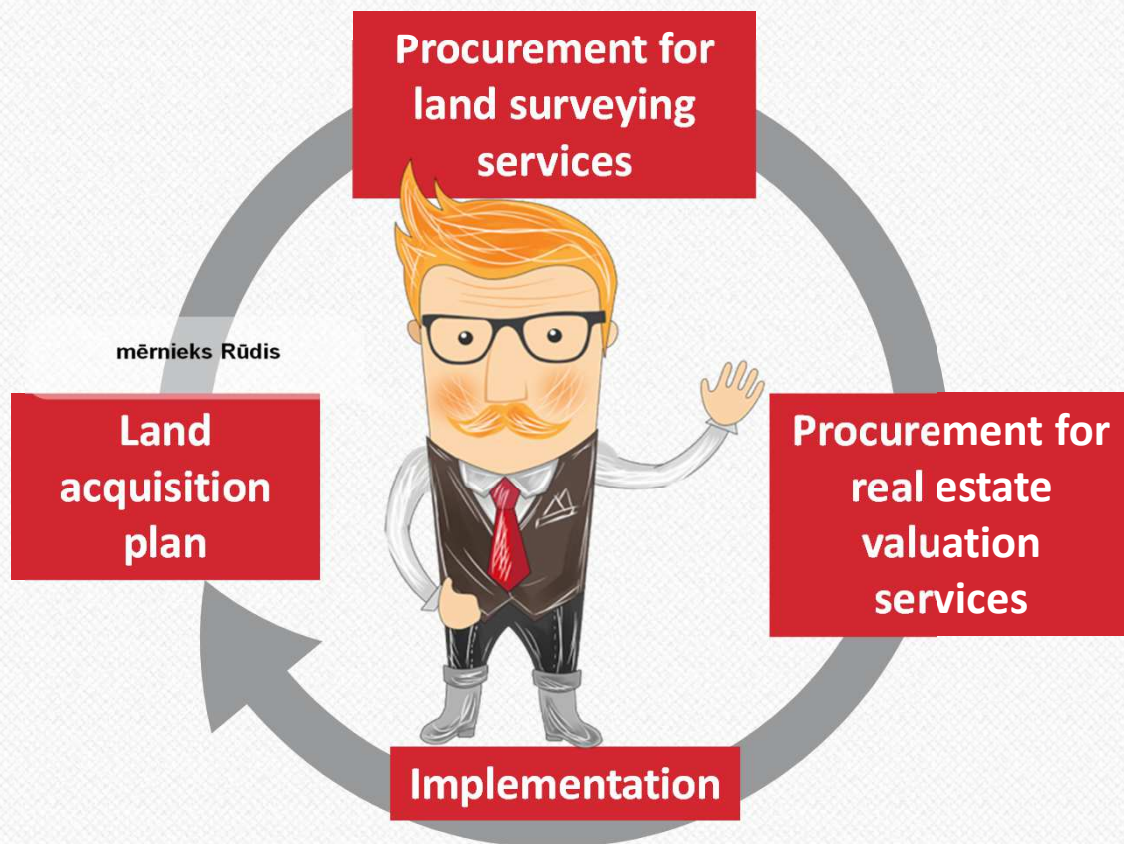 Procurement for
land surveying
services
mērnieks Rūdis
Land
acquisition
plan
Procurement for
real estate
valuation
services
Implementation